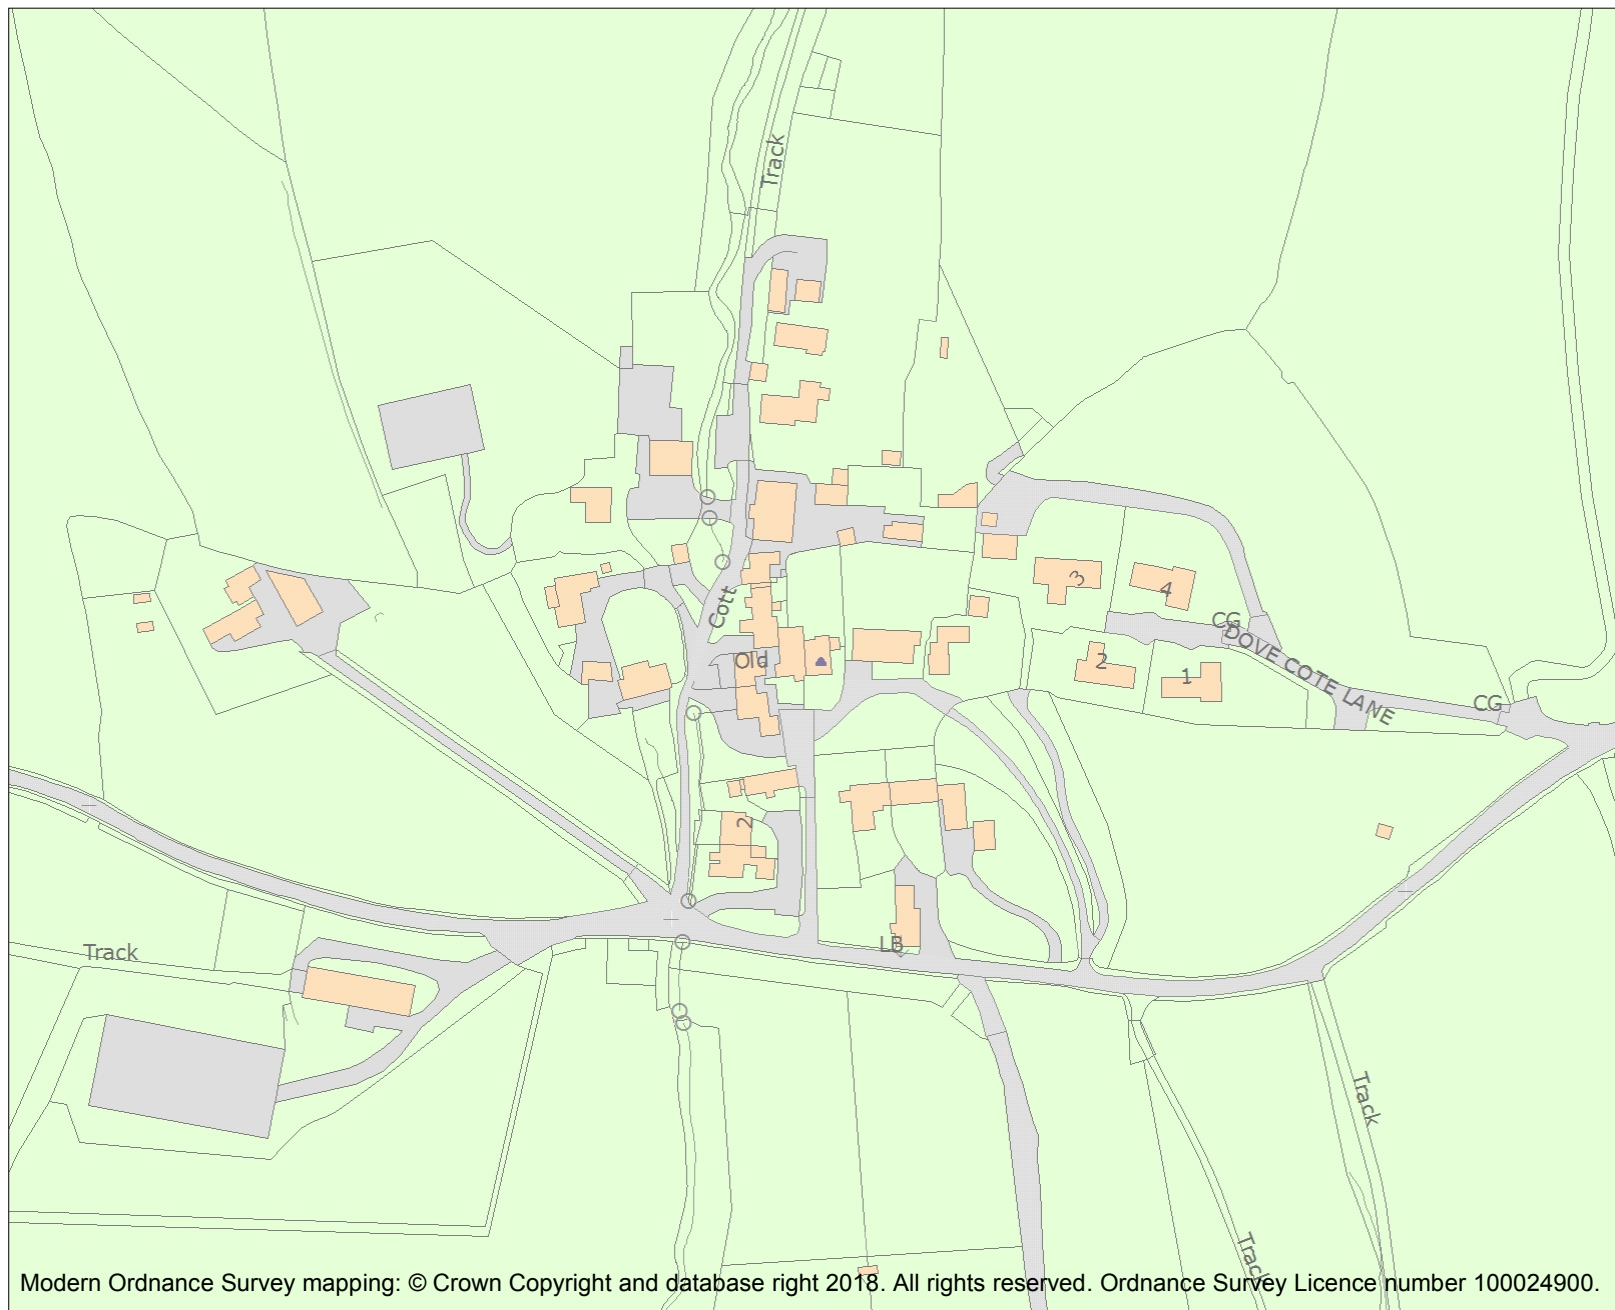 Track
Cott
Old
3
4
CG
DOVE COTE LANE
2
1
CG
2
LB
Track
Track
Track
Modern Ordnance Survey mapping: © Crown Copyright and database right 2018. All rights reserved. Ordnance Survey Licence number 100024900.